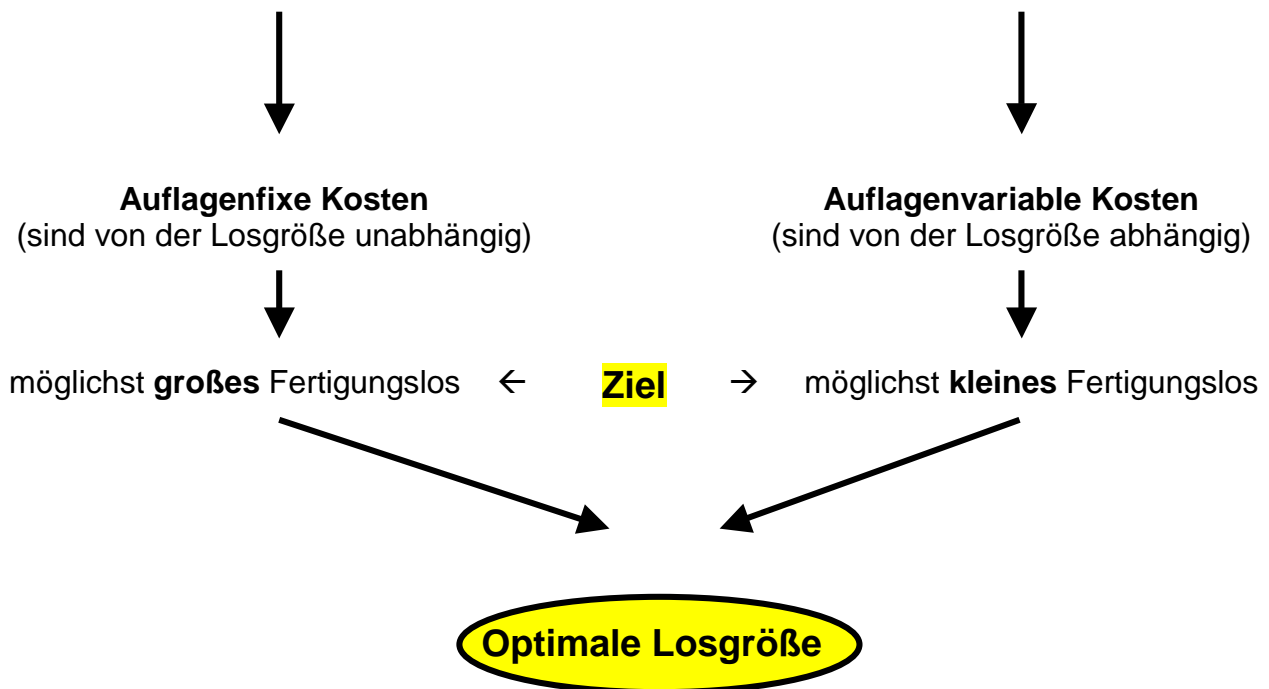 Auflagenfixe Kosten
(sind von der Losgröße unabhängig)
Auflagenvariable Kosten
(sind von der Losgröße abhängig)
möglichst großes Fertigungslos ← Ziel → möglichst kleines Fertigungslos
Optimale Losgröße